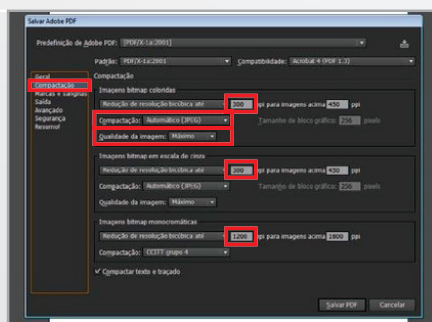 Salvar Adobe PDF
Predefinição de Adobe PDF: [PDF/X-1a:2001]
Padrão: PDF/X-1a:2001 Compatibilidade: Acrobat 4 (PDF 1.3)
Geral
Compactação
Marcas e sangrias
Saída
Avançado
Segurança
Resumo
Compactação
Imagens bitmap coloridas
Redução de resolução bicúbica até 300 ppi para imagens acima 450 ppi
Compactação: Automático (JPEG) Tamanho de bloco gráfico: 256 pixels
Qualidade da imagem: Máximo
Imagens bitmap em escala de cinza
Redução de resolução bicúbica até 300 ppi para imagens acima 450 ppi
Compactação: Automático (JPEG) Tamanho de bloco gráfico: 256 pixels
Qualidade da imagem: Máximo
Imagens bitmap monocromáticas
Redução de resolução bicúbica até 1200 ppi para imagens acima 1800 ppi
Compactação: CCITT grupo 4
Compactar texto e traçado
Salvar PDF Cancelar